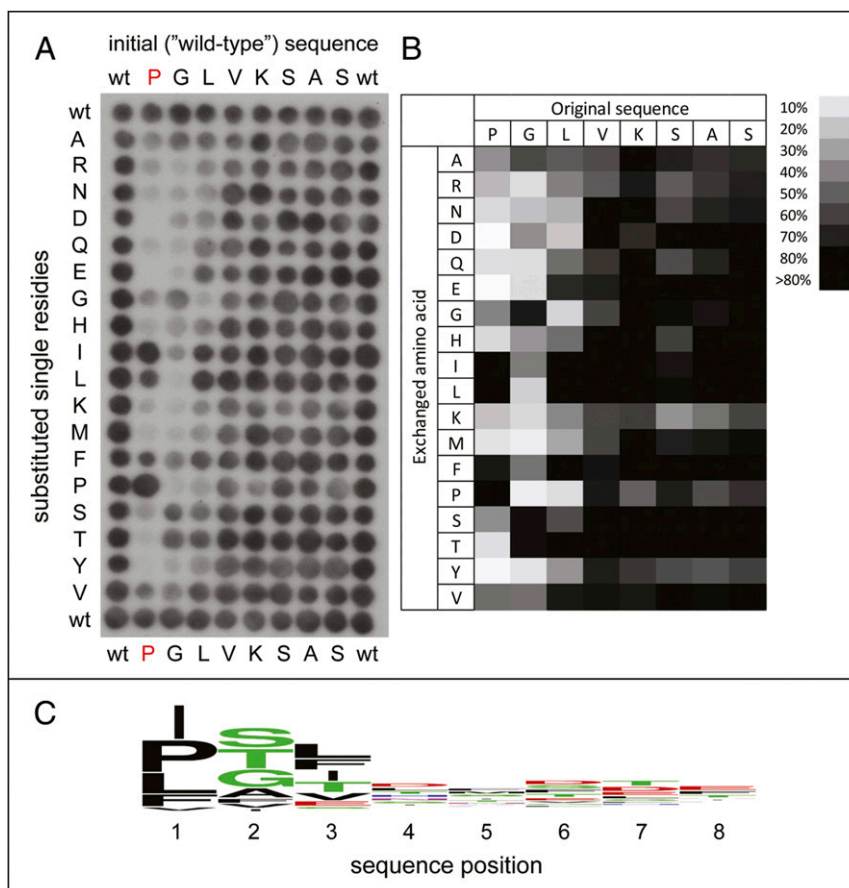 A
initial ("wild-type") sequence
wt P G L V K S A S wt
substituted single residies
wt
A
R
N
D
Q
E
G
H
I
L
K
M
F
P
S
T
Y
V
wt
wt P G L V K S A S wt
B
Original sequence
P G L V K S A S
Exchanged amino acid
A
R
N
D
Q
E
G
H
I
L
K
M
F
P
S
T
Y
V
10%
20%
30%
40%
50%
60%
70%
80%
>80%
C
I
P
L
F
S
T
G
A
L
I
T
V
1 2 3 4 5 6 7 8
sequence position